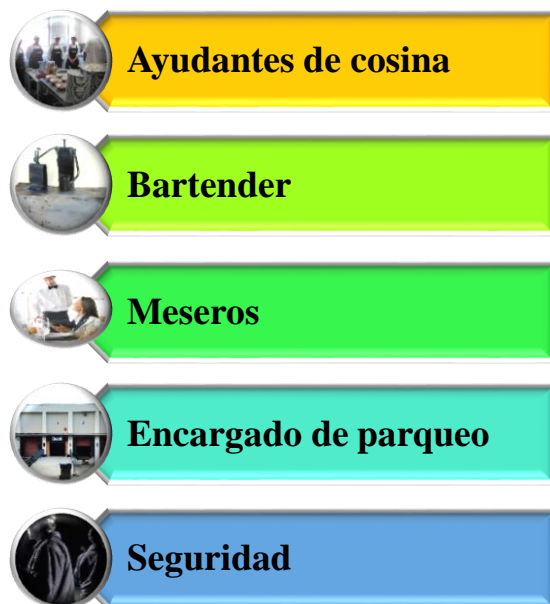 Ayudantes de cosina
Bartender
Meseros
Encargado de parqueo
Seguridad